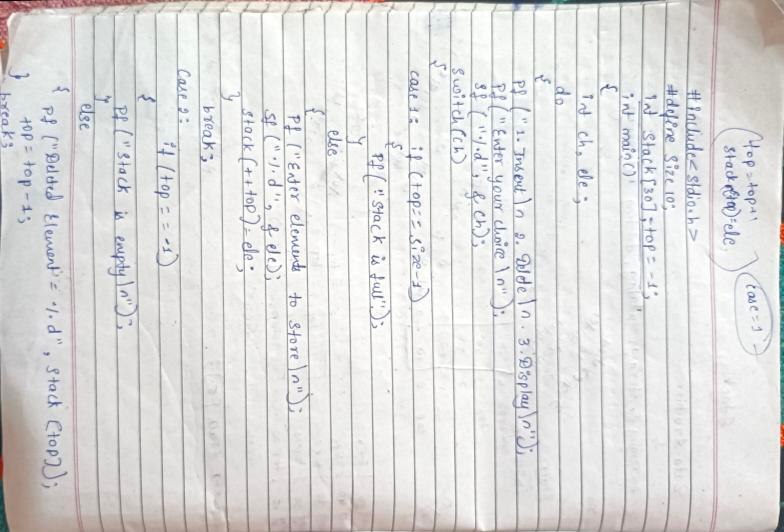 top = top+1
stack[top]=ele;
case = 1
#include<stdio.h>
#define size 10;
int stack[30], top = -1;
int main()
{
int ch, ele;
do
{
pf ("1. Insert\n 2. Delete\n. 3. Display\n");
pf ("Enter your choice\n");
sf ("%d", &ch);
switch(ch)
{
case 1: if (top == size-1)
{
pf ("stack is full");
}
else
{
pf ("Enter elements to store\n");
sf ("%d", &ele);
stack[++top] = ele;
}
break;
case 2:
if (top == -1)
{
pf ("stack is empty\n");
}
else
{ pf ("Deleted Element = %d", stack [top]);
top = top-1;
} break;